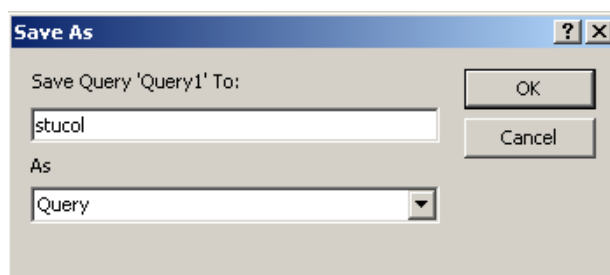 Save As
Save Query 'Query1' To:
OK
stucol
Cancel
As
Query